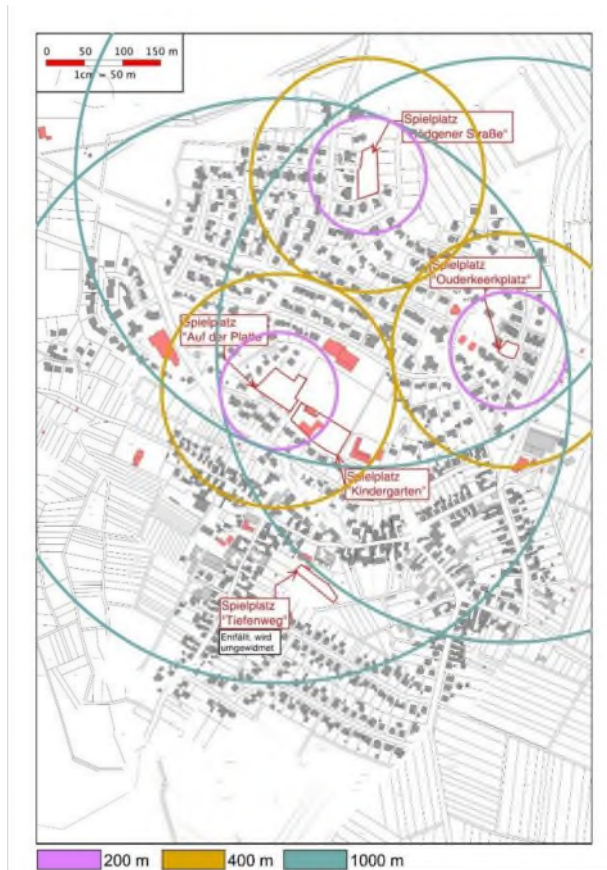 0 50 100 150 m
1cm = 50 m
Spielplatz
"Rödgener Straße"
Spielplatz
"Ouderkeerkplatz"
Spielplatz
"Auf der Platte"
Spielplatz
"Kindergarten"
Spielplatz
"Tiefenweg"
Entfällt, wird
umgewidmet
200 m 400 m 1000 m